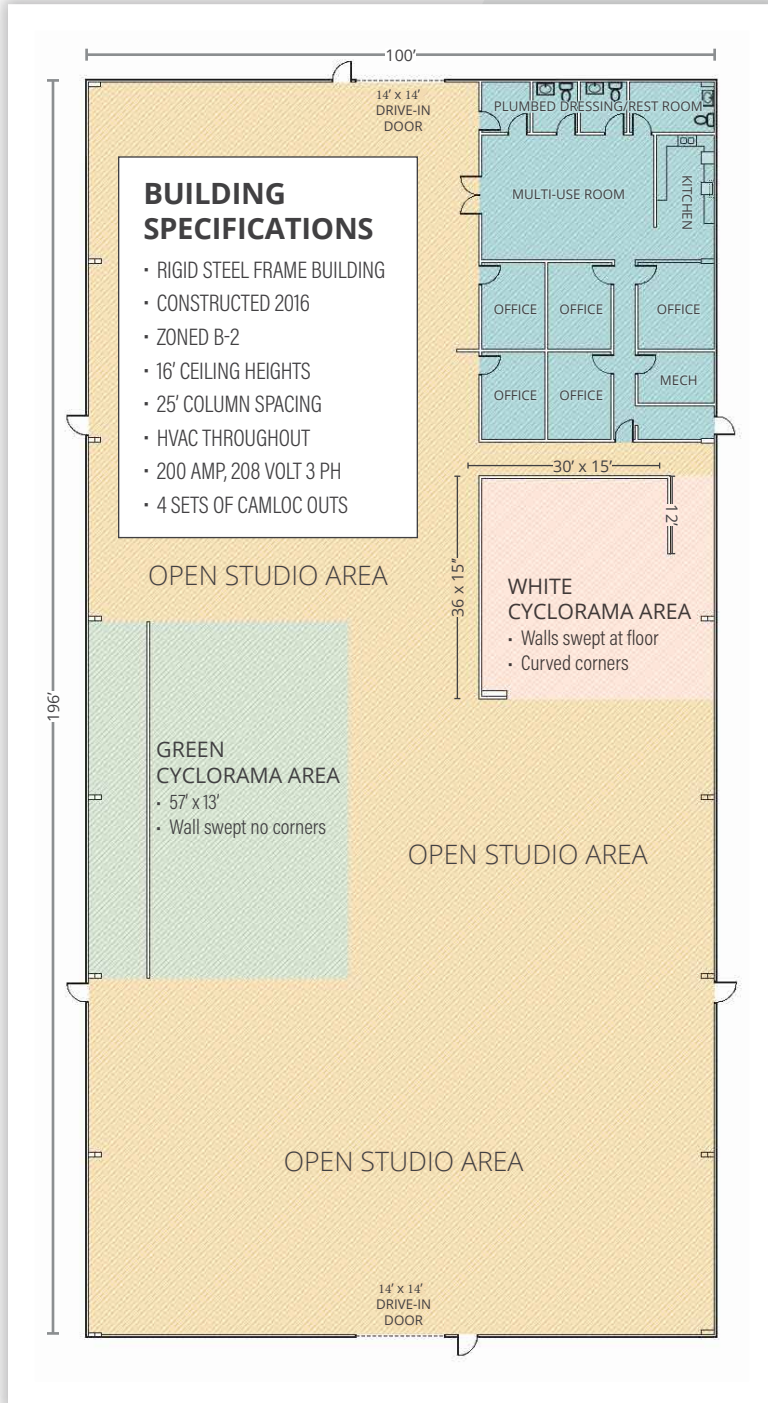 100'
14' x 14'
DRIVE-IN
DOOR
PLUMBED DRESSING/REST ROOM
BUILDING
SPECIFICATIONS
· RIGID STEEL FRAME BUILDING
· CONSTRUCTED 2016
· ZONED B-2
· 16' CEILING HEIGHTS
· 25' COLUMN SPACING
· HVAC THROUGHOUT
· 200 AMP, 208 VOLT 3 PH
· 4 SETS OF CAMLOC OUTS
MULTI-USE ROOM
KITCHEN
OFFICE
OFFICE
OFFICE
OFFICE
OFFICE
MECH
30' x 15'
12'
36 x 15"
OPEN STUDIO AREA
WHITE
CYCLORAMA AREA
· Walls swept at floor
· Curved corners
196'
GREEN
CYCLORAMA AREA
· 57' x 13'
· Wall swept no corners
OPEN STUDIO AREA
OPEN STUDIO AREA
14' x 14'
DRIVE-IN
DOOR